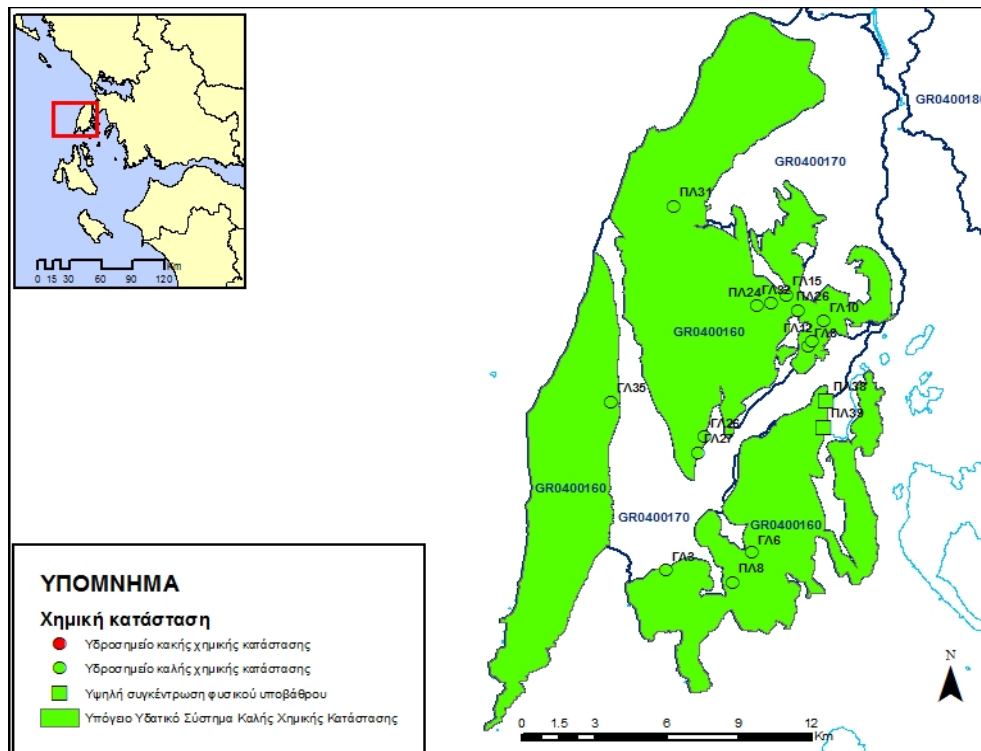 GR0400180
GR0400170
ΠΛ31
ΓΛ15
ΠΛ24
ΓΛ32
ΠΛ26
ΓΛ10
ΓΛ12
ΓΛ8
GR0400160
ΠΛ38
ΓΛ35
ΠΛ39
ΓΛ26
ΓΛ27
GR0400160
GR0400170
GR0400160
ΓΛ6
ΓΛ3
ΠΛ8
0 15 30 60 90 120
Km
ΥΠΟΜΝΗΜΑ
Χημική κατάσταση
Υδροσημείο κακής χημικής κατάστασης
Υδροσημείο καλής χημικής κατάστασης
Υψηλή συγκέντρωση φυσικού υποβάθρου
Υπόγειο Υδατικό Σύστημα Καλής Χημικής Κατάστασης
N
0 1.5 3 6 9 12
Km